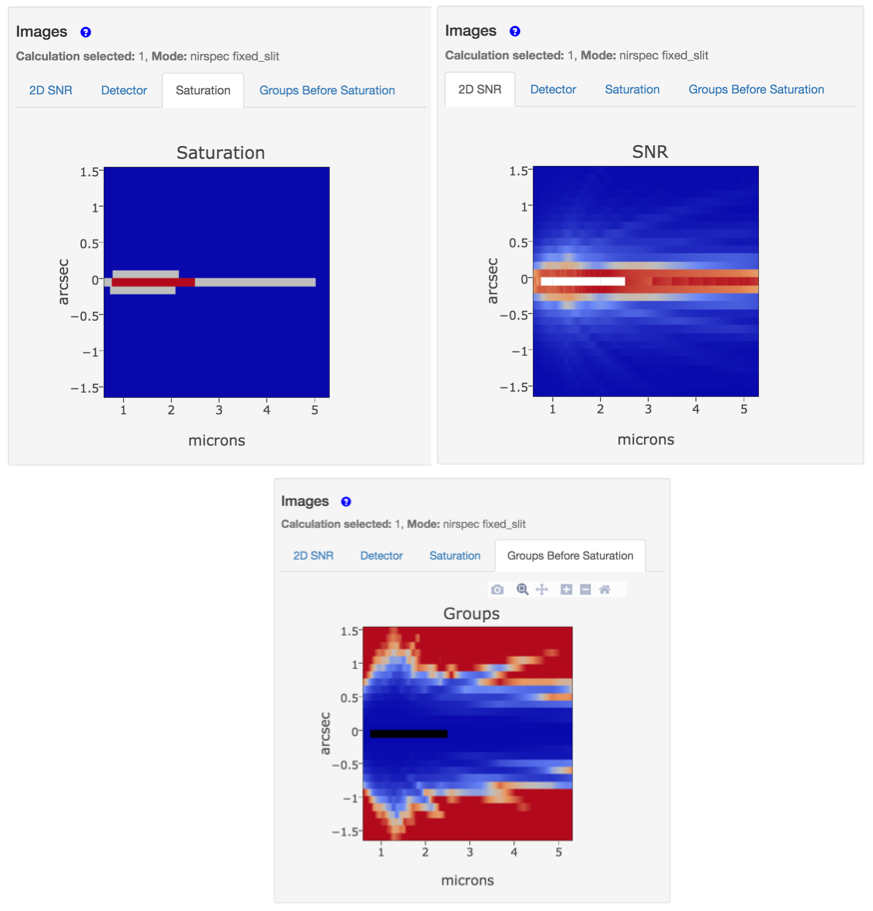 Images ?
Calculation selected: 1, Mode: nirspec fixed_slit
2D SNR Detector Saturation Groups Before Saturation
Saturation
1.5
1
0.5
0
−0.5
−1
−1.5
arcsec
1 2 3 4 5
microns
Images ?
Calculation selected: 1, Mode: nirspec fixed_slit
2D SNR Detector Saturation Groups Before Saturation
SNR
1.5
1
0.5
0
−0.5
−1
−1.5
arcsec
1 2 3 4 5
microns
Images ?
Calculation selected: 1, Mode: nirspec fixed_slit
2D SNR Detector Saturation Groups Before Saturation
Groups
1.5
1
0.5
0
−0.5
−1
−1.5
arcsec
1 2 3 4 5
microns